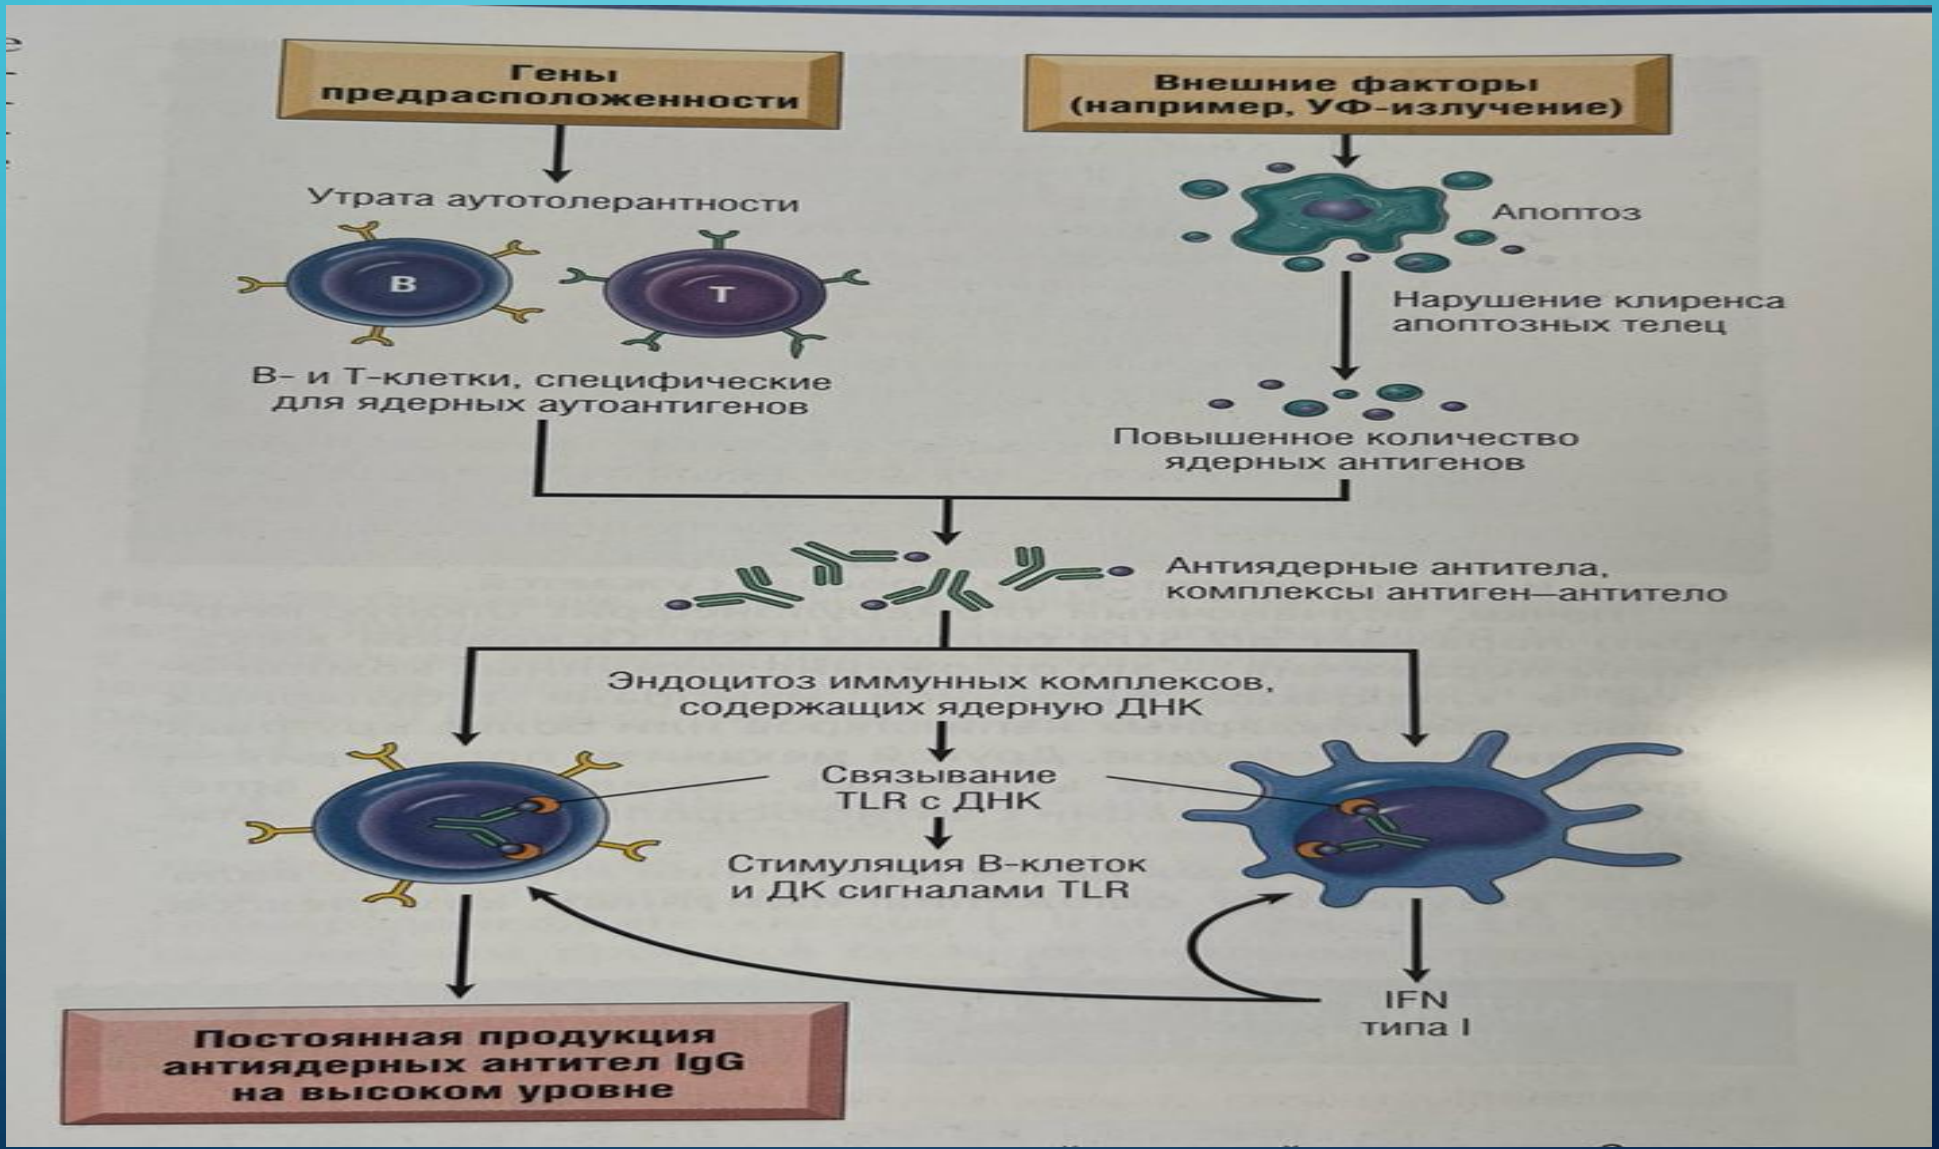 Гены
предрасположенности
Внешние факторы
(например, УФ-излучение)
Утрата аутотолерантности
Апоптоз
В
Т
Нарушение клиренса
апоптозных телец
В- и Т-клетки, специфические
для ядерных аутоантигенов
Повышенное количество
ядерных антигенов
Антиядерные антитела,
комплексы антиген—антитело
Эндоцитоз иммунных комплексов,
содержащих ядерную ДНК
Связывание
TLR с ДНК
Стимуляция В-клеток
и ДК сигналами TLR
IFN
типа I
Постоянная продукция
антиядерных антител IgG
на высоком уровне